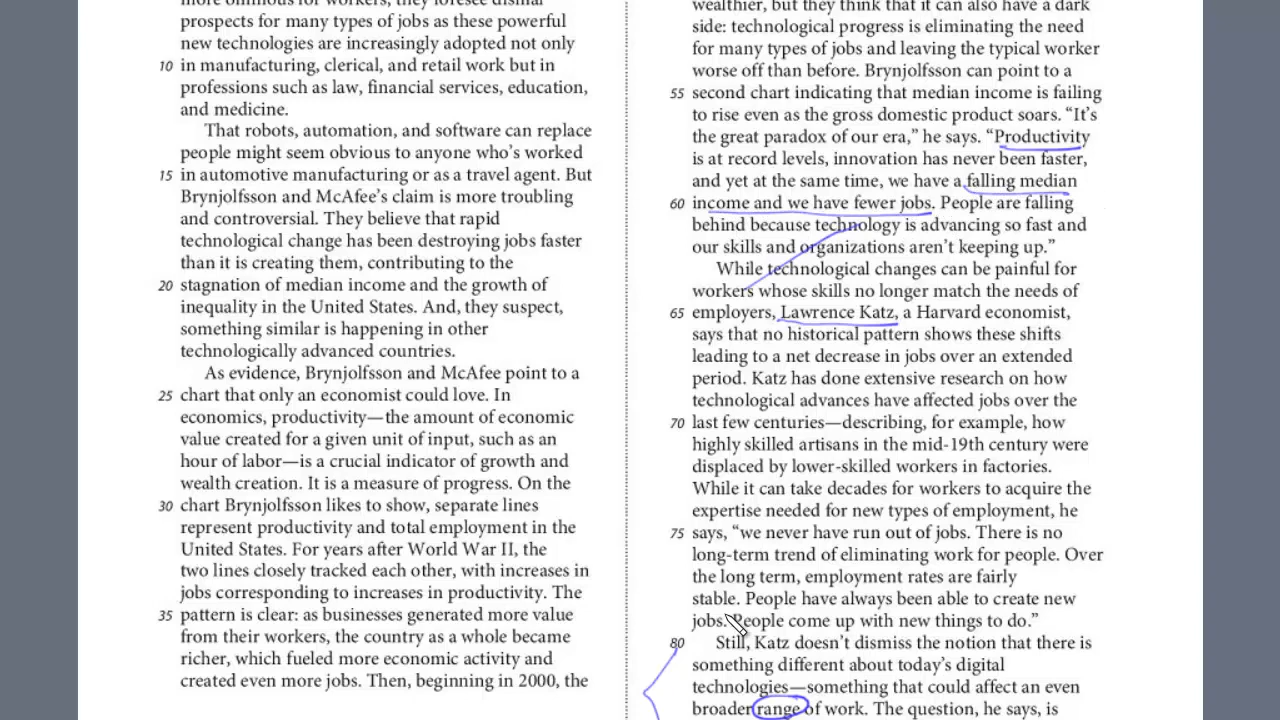 more ominous for workers, they foresee dismal
prospects for many types of jobs as these powerful
new technologies are increasingly adopted not only
10 in manufacturing, clerical, and retail work but in
professions such as law, financial services, education,
and medicine.
That robots, automation, and software can replace
people might seem obvious to anyone who's worked
15 in automotive manufacturing or as a travel agent. But
Brynjolfsson and McAfee's claim is more troubling
and controversial. They believe that rapid
technological change has been destroying jobs faster
than it is creating them, contributing to the
20 stagnation of median income and the growth of
inequality in the United States. And, they suspect,
something similar is happening in other
technologically advanced countries.
As evidence, Brynjolfsson and McAfee point to a
25 chart that only an economist could love. In
economics, productivity—the amount of economic
value created for a given unit of input, such as an
hour of labor—is a crucial indicator of growth and
wealth creation. It is a measure of progress. On the
30 chart Brynjolfsson likes to show, separate lines
represent productivity and total employment in the
United States. For years after World War II, the
two lines closely tracked each other, with increases in
jobs corresponding to increases in productivity. The
35 pattern is clear: as businesses generated more value
from their workers, the country as a whole became
richer, which fueled more economic activity and
created even more jobs. Then, beginning in 2000, the
wealthier, but they think that it can also have a dark
side: technological progress is eliminating the need
for many types of jobs and leaving the typical worker
worse off than before. Brynjolfsson can point to a
55 second chart indicating that median income is failing
to rise even as the gross domestic product soars. “It's
the great paradox of our era,” he says. “Productivity
is at record levels, innovation has never been faster,
and yet at the same time, we have a falling median
60 income and we have fewer jobs. People are falling
behind because technology is advancing so fast and
our skills and organizations aren't keeping up.”
While technological changes can be painful for
workers whose skills no longer match the needs of
65 employers, Lawrence Katz, a Harvard economist,
says that no historical pattern shows these shifts
leading to a net decrease in jobs over an extended
period. Katz has done extensive research on how
technological advances have affected jobs over the
70 last few centuries—describing, for example, how
highly skilled artisans in the mid-19th century were
displaced by lower-skilled workers in factories.
While it can take decades for workers to acquire the
expertise needed for new types of employment, he
75 says, “we never have run out of jobs. There is no
long-term trend of eliminating work for people. Over
the long term, employment rates are fairly
stable. People have always been able to create new
jobs. People come up with new things to do.”
80 Still, Katz doesn't dismiss the notion that there is
something different about today's digital
technologies—something that could affect an even
broader range of work. The question, he says, is